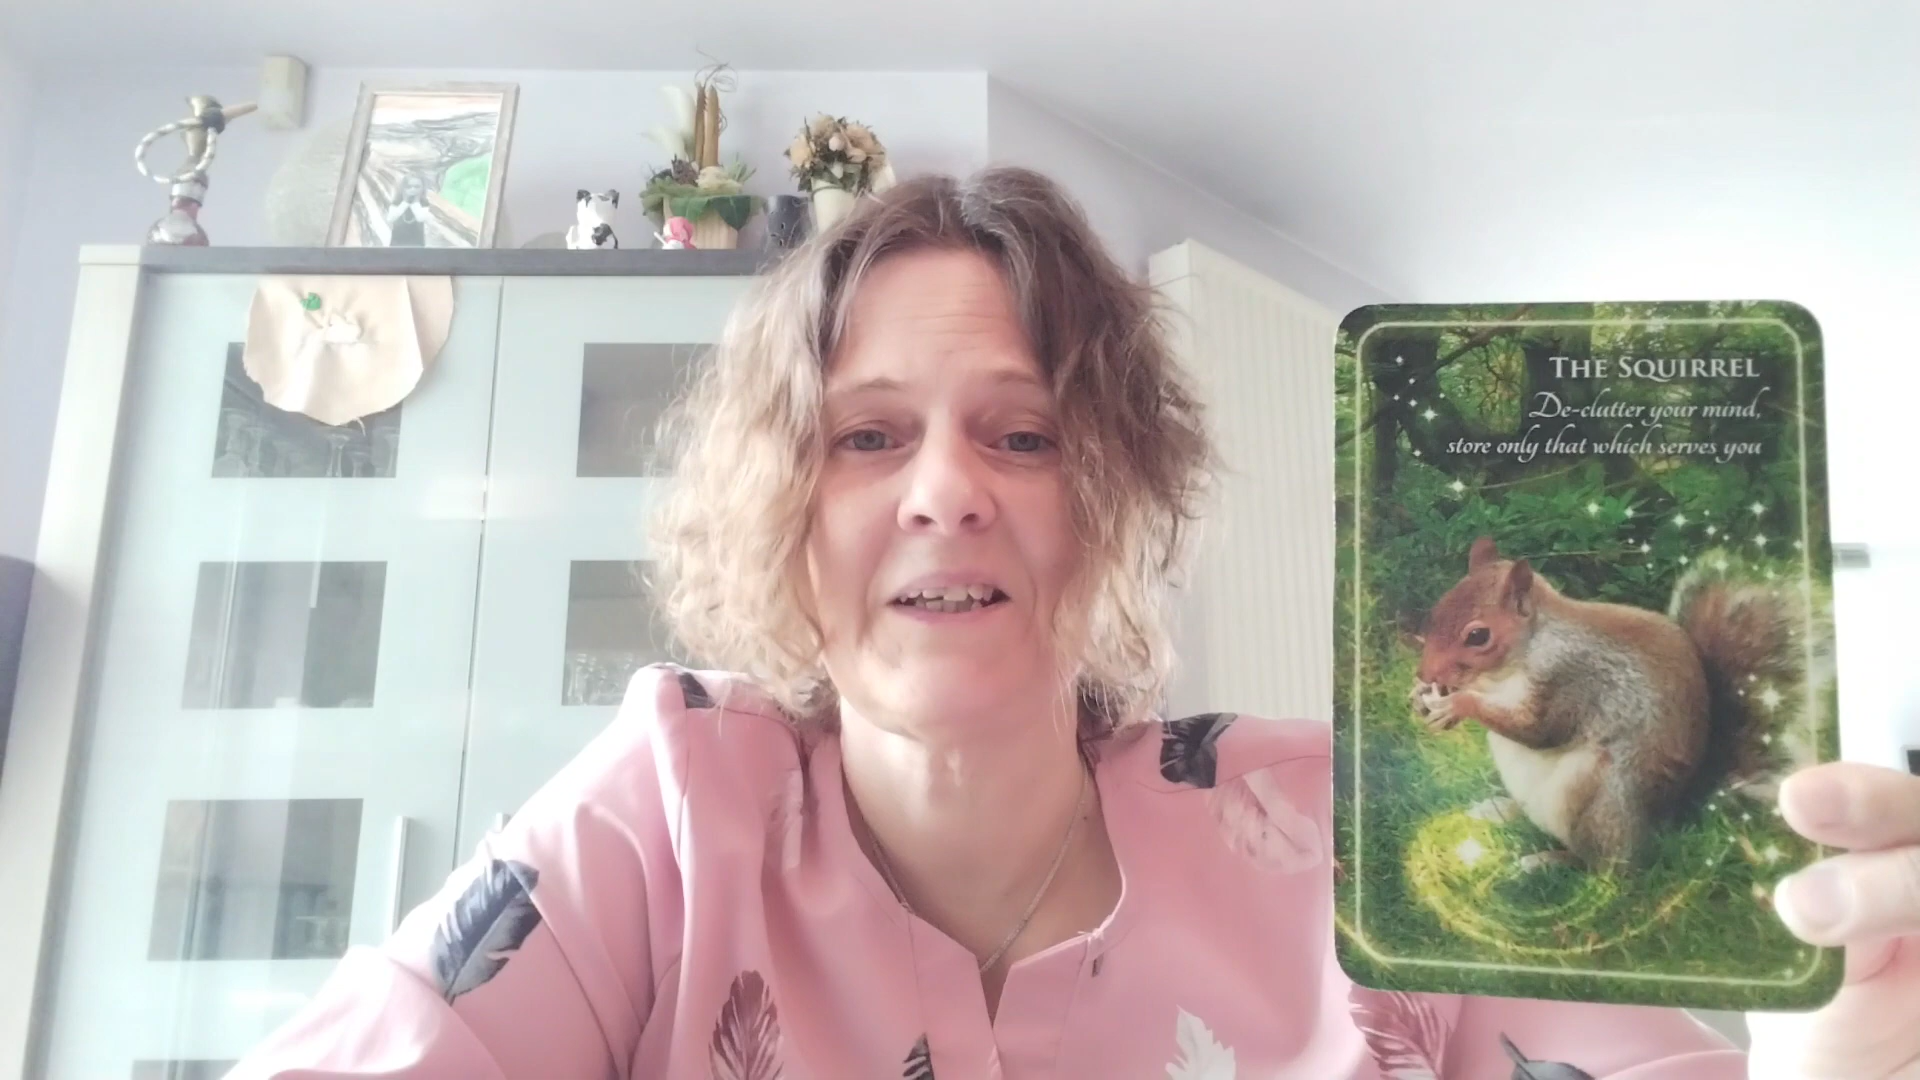 The Squirrel
De-clutter your mind,
store only that which serves you